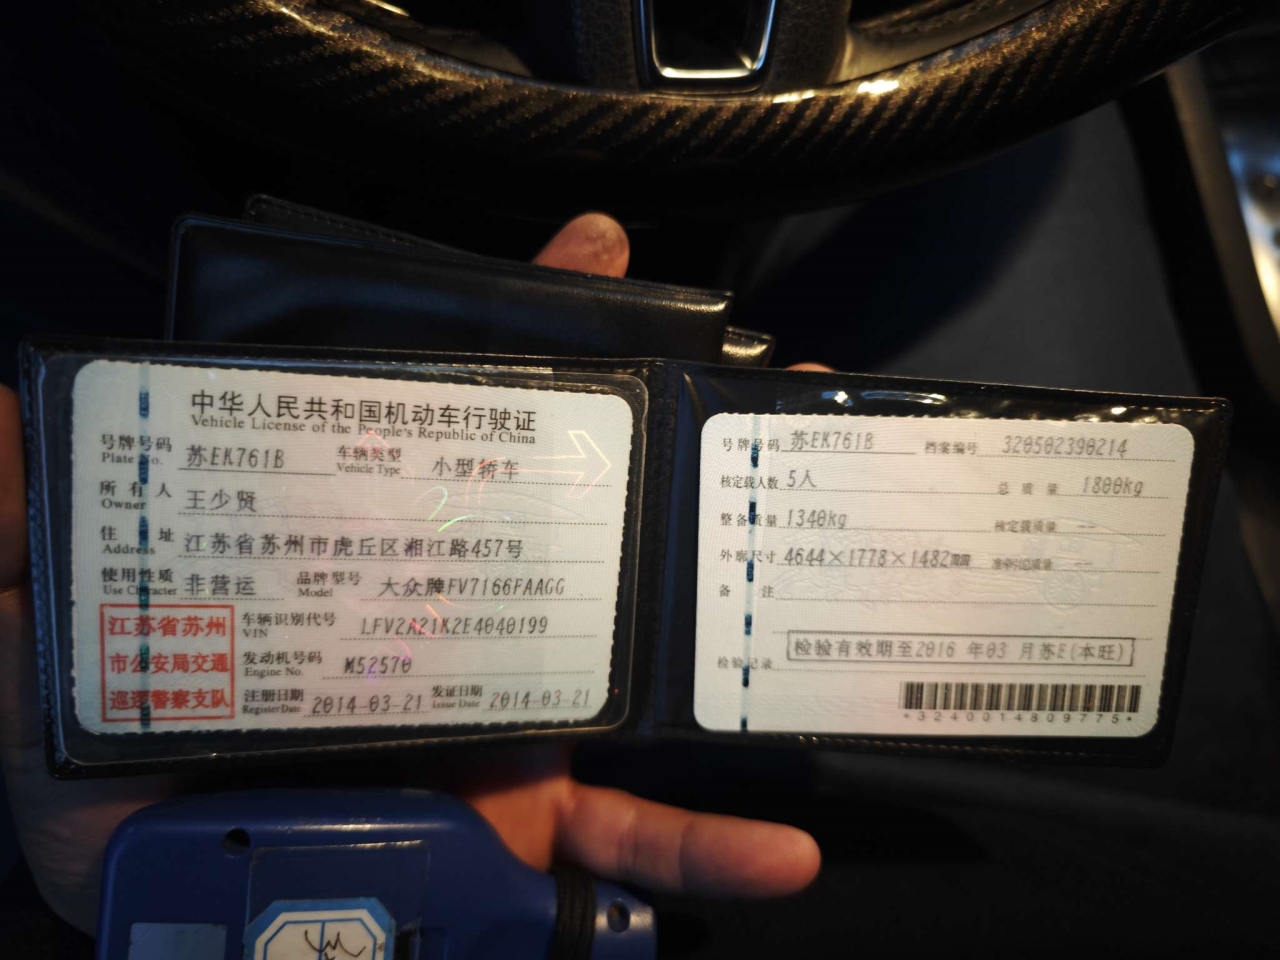 中华人民共和国机动车行驶证
Vehicle License of the People's Republic of China
号牌号码 苏EK761B 车辆类型 小型轿车
Plate No. Vehicle Type
所有人 王少贤
Owner
住址 江苏省苏州市虎丘区湘江路457号
Address
使用性质 非营运 品牌型号 大众牌FV7166FAAGG
Use Character Model
江苏省苏州
市公安局交通
巡逻警察支队
车辆识别代号 LFV2A21K2E4040199
VIN
发动机号码 M52570
Engine No.
注册日期 2014-03-21 发证日期 2014-03-21
Register Date Issue Date
号牌号码 苏EK761B 档案编号 320502390214
核定载人数 5人 总质量 1800kg
整备质量 1340kg 核定载质量 --
外廓尺寸 4644×1778×1482mm 准牵引总质量 --
备注
检验记录 检验有效期至2016 年03 月苏E(本旺)
*3240014809775*